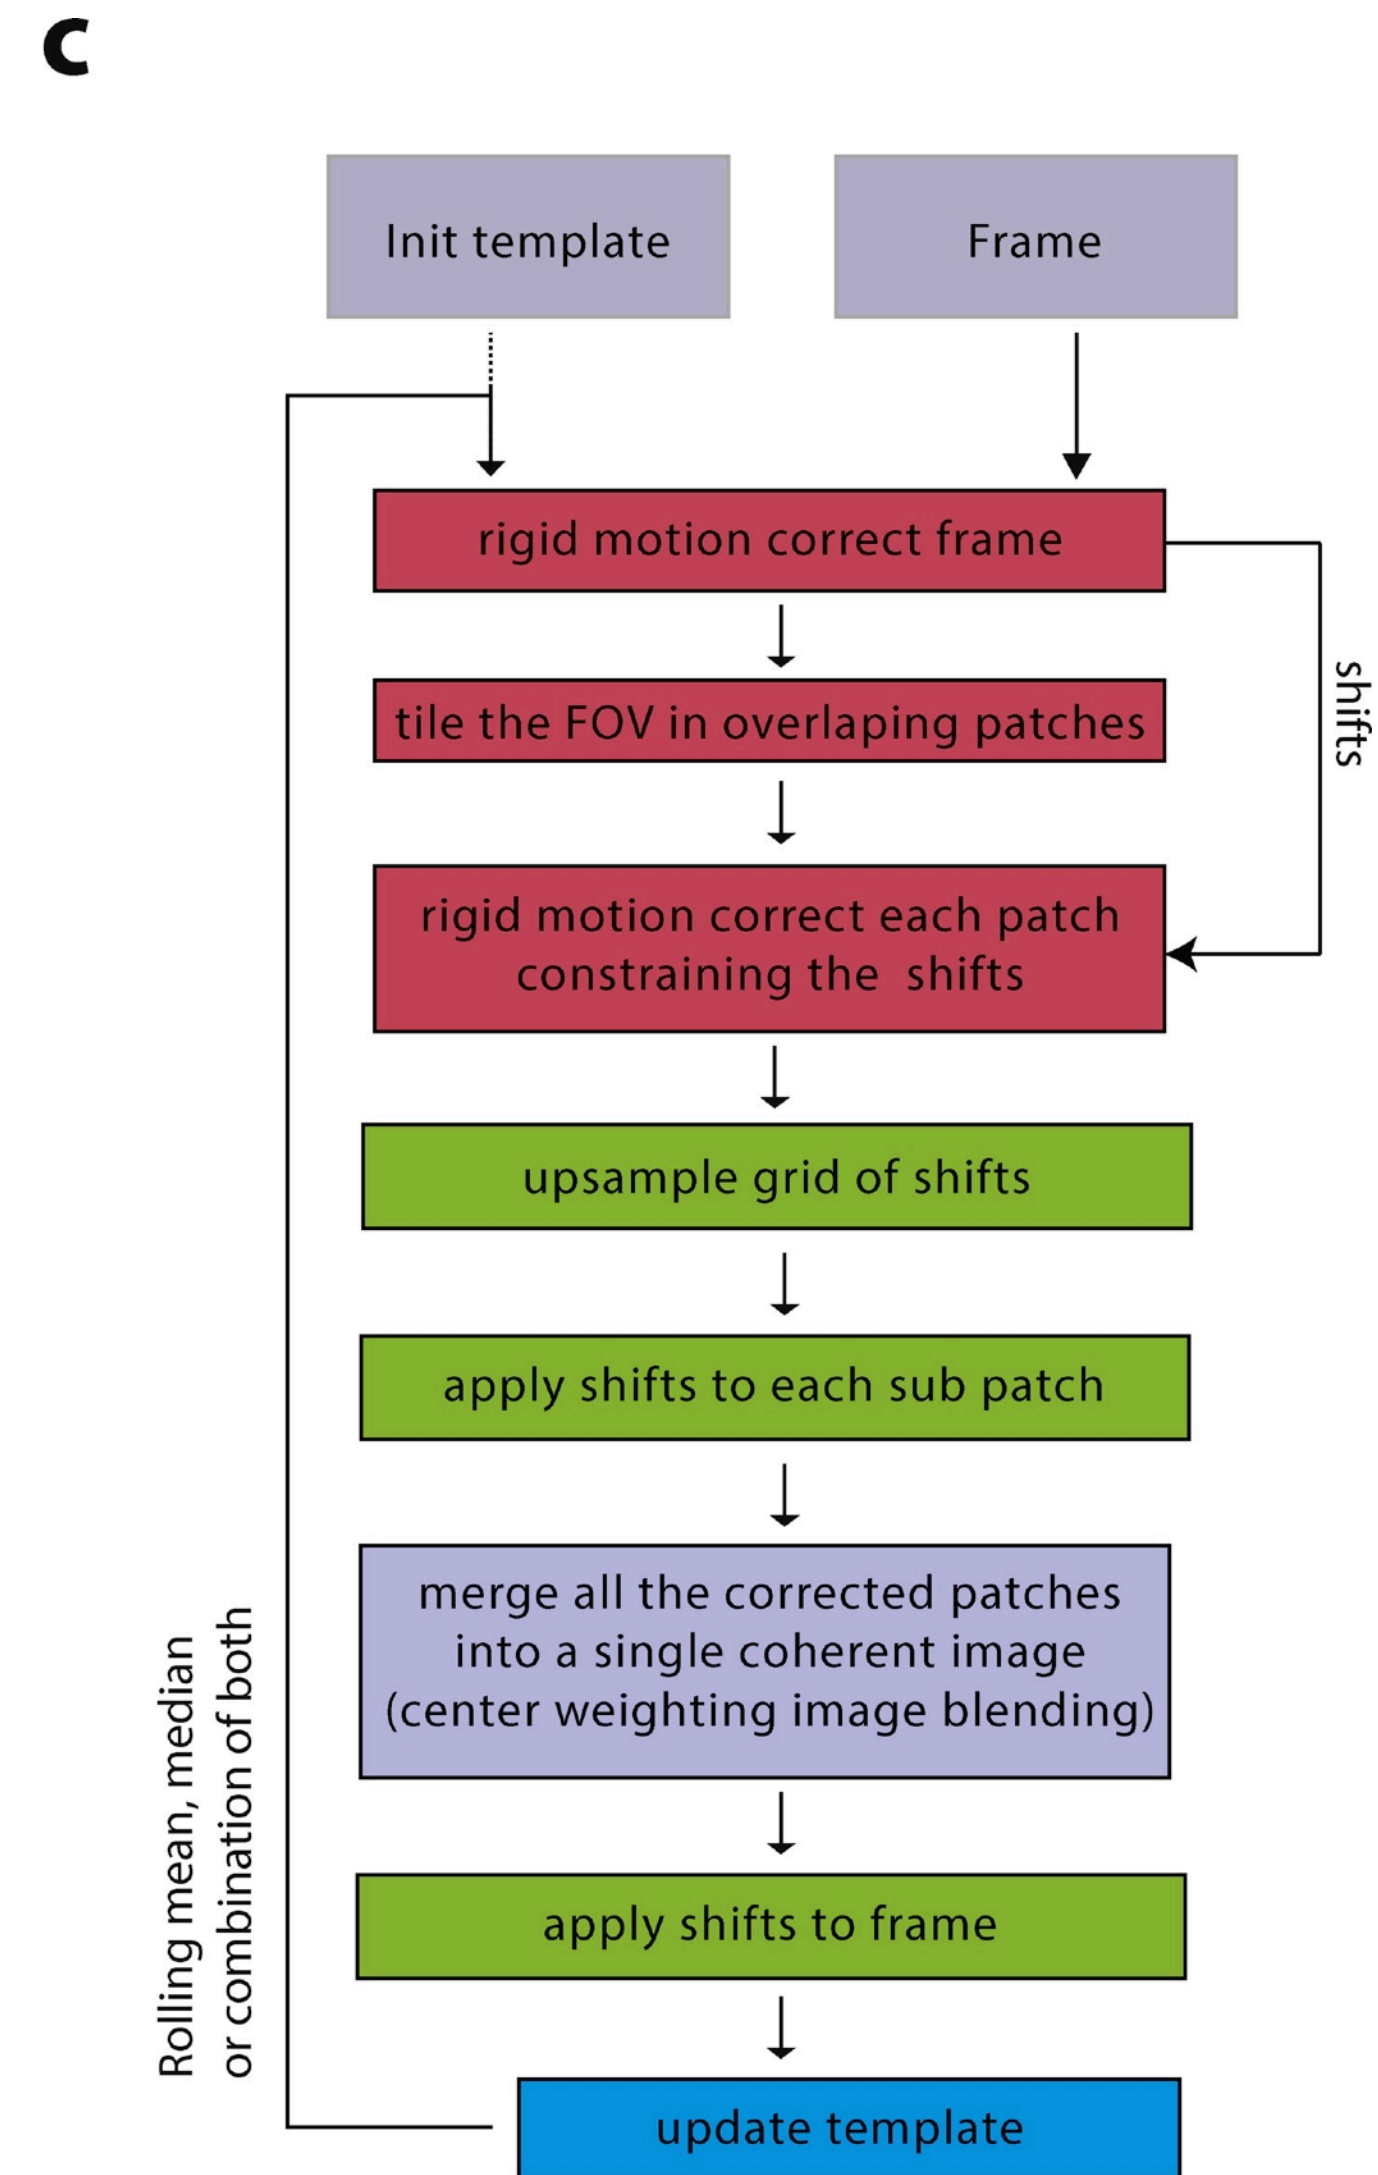 C
Init template
Frame
rigid motion correct frame
shifts
tile the FOV in overlaping patches
rigid motion correct each patch
constraining the shifts
upsample grid of shifts
apply shifts to each sub patch
merge all the corrected patches
into a single coherent image
(center weighting image blending)
Rolling mean, median
or combination of both
apply shifts to frame
update template